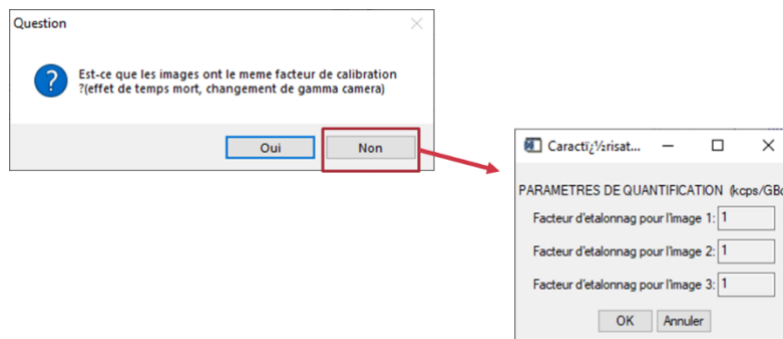 Question
Est-ce que les images ont le meme facteur de calibration
?(effet de temps mort, changement de gamma camera)
Oui
Non
Caractï¿½risat...
PARAMETRES DE QUANTIFICATION (kcps/GBq
Facteur d'etalonnag pour l'image 1: 1
Facteur d'etalonnag pour l'image 2: 1
Facteur d'etalonnag pour l'image 3: 1
OK
Annuler